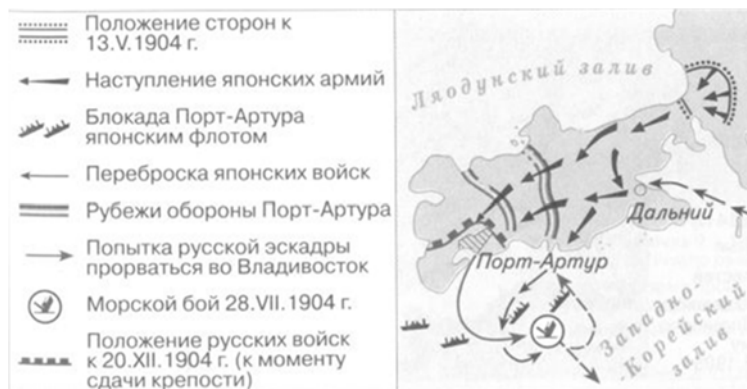 Положение сторон к
13.V.1904 г.
Наступление японских армий
Блокада Порт-Артура
японским флотом
Переброска японских войск
Рубежи обороны Порт-Артура
Попытка русской эскадры
прорваться во Владивосток
Морской бой 28.VII.1904 г.
Положение русских войск
к 20.XII.1904 г. (к моменту
сдачи крепости)
Ляодунский залив
Дальний
Порт-Артур
Западно-
Корейский
залив